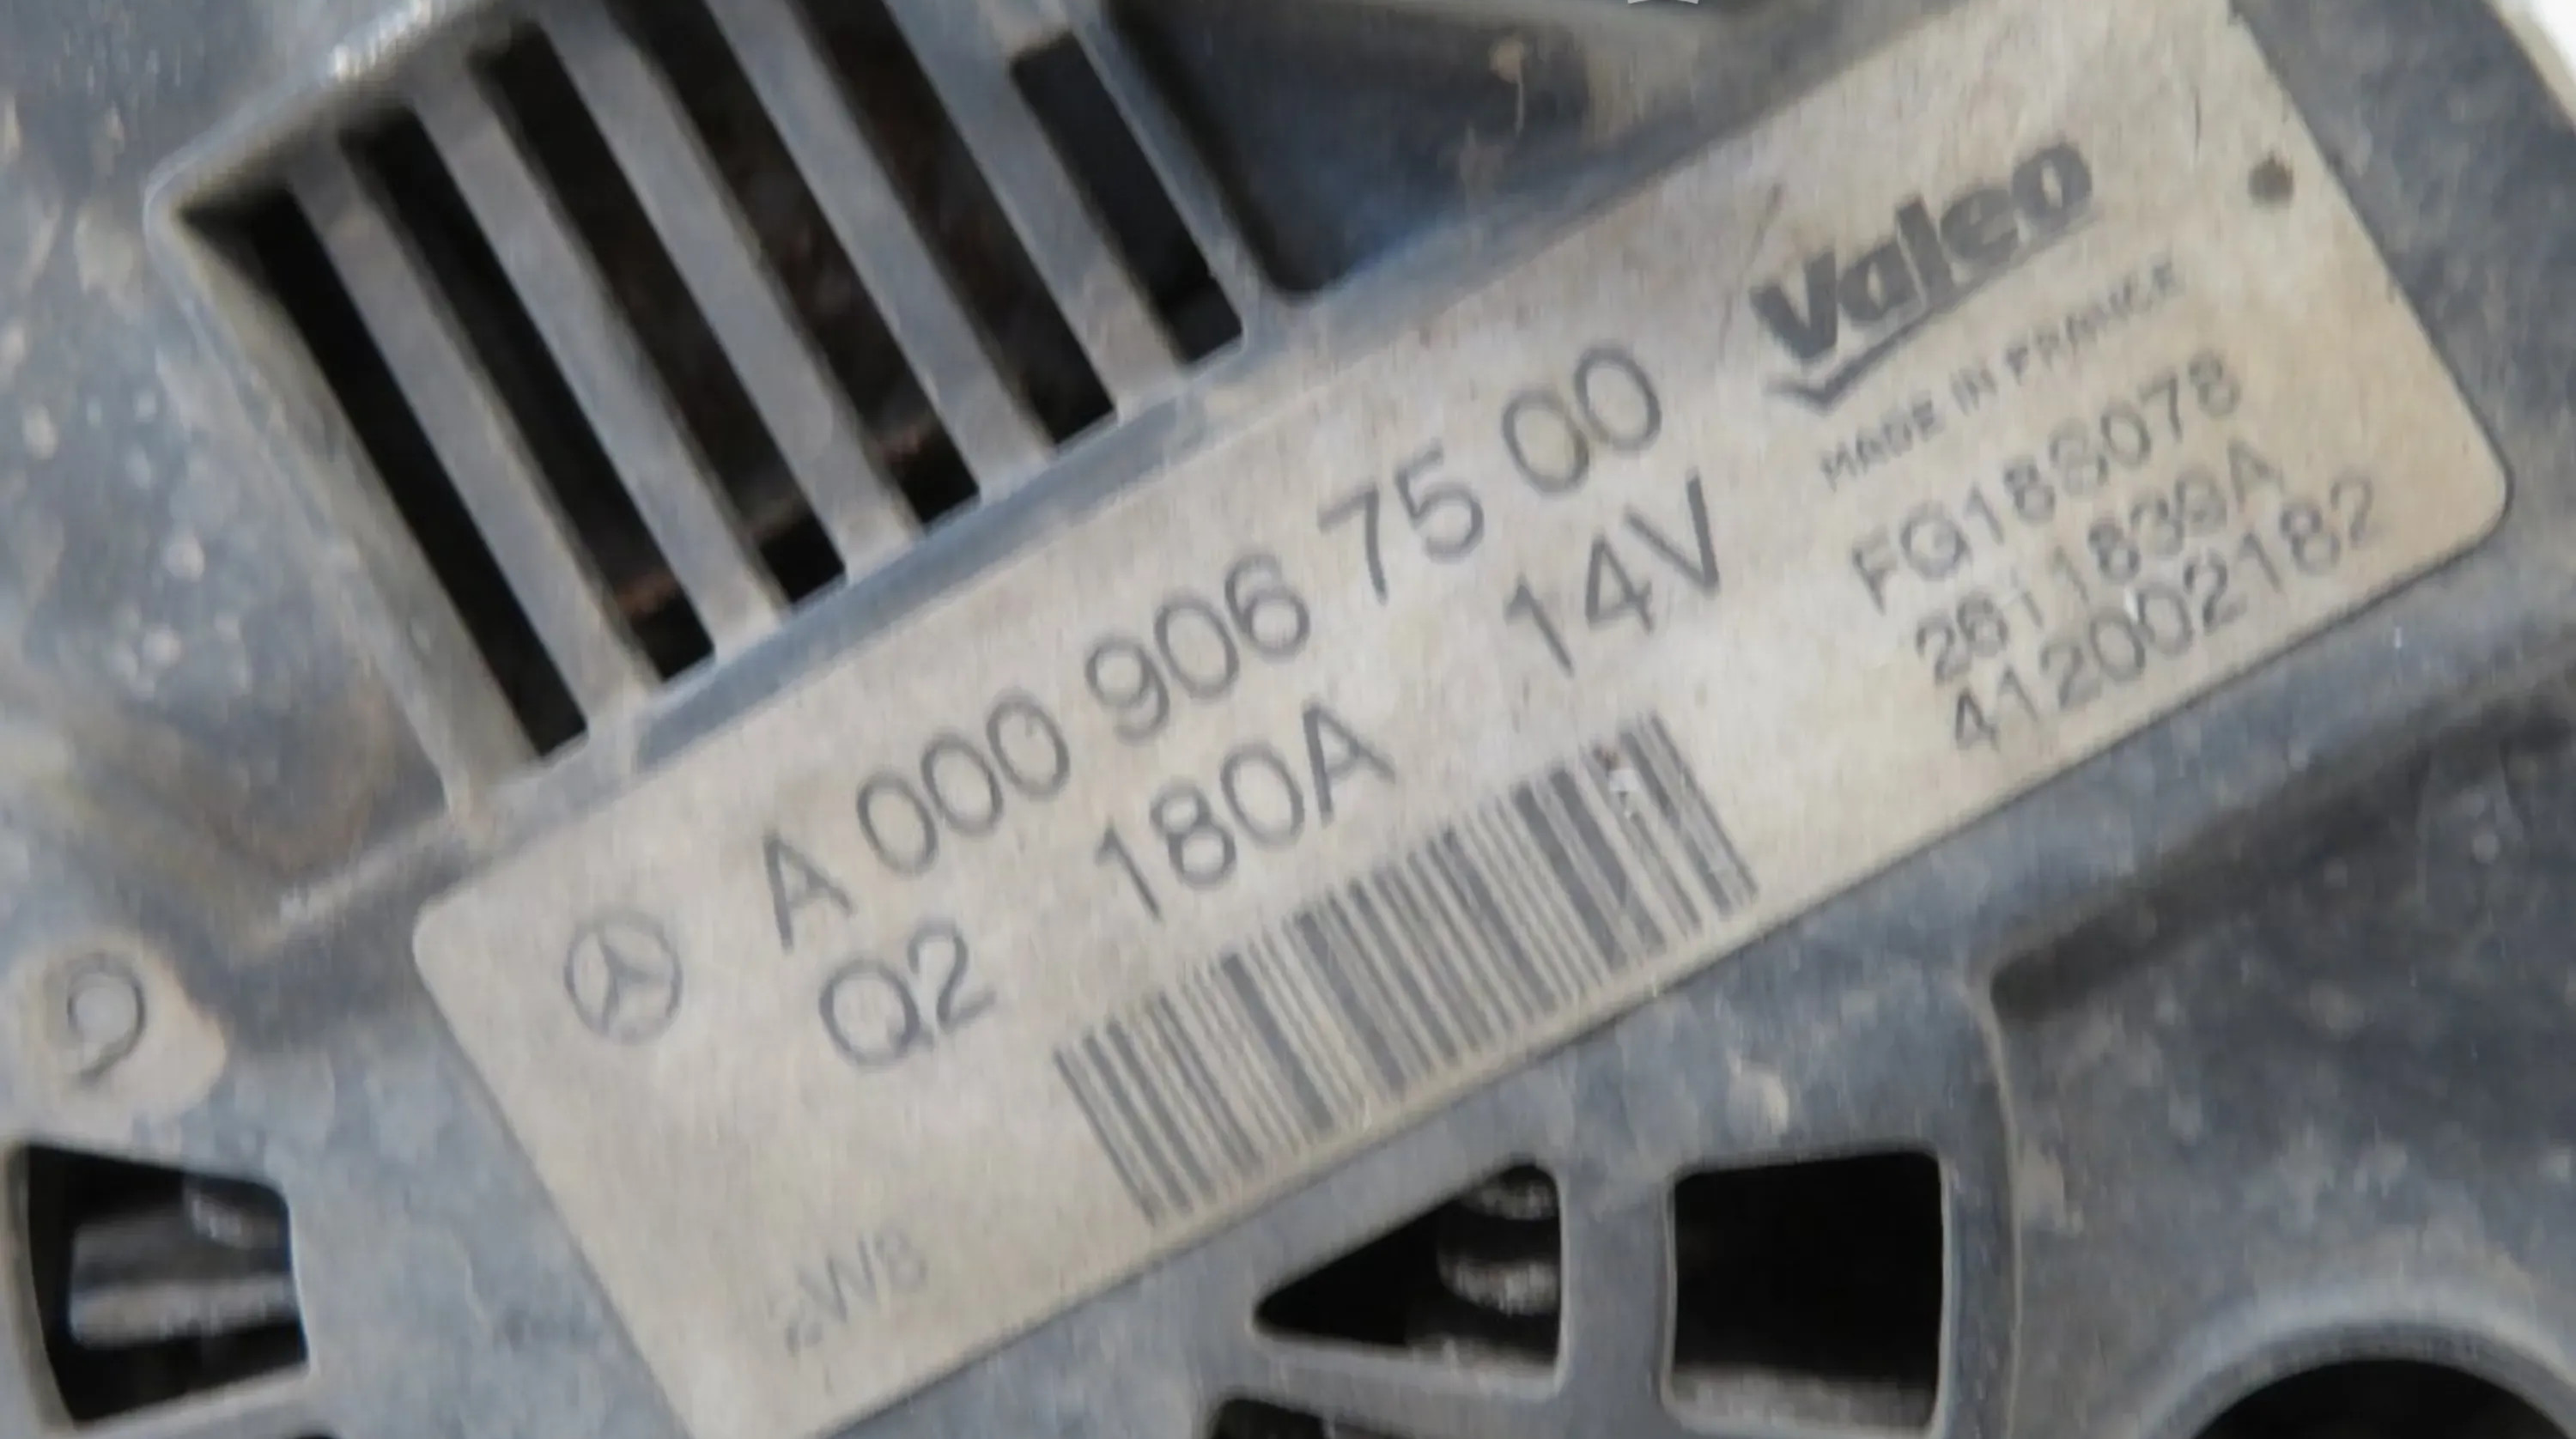 Valeo
MADE IN FRANCE
A 000 906 75 00
Q2 180A 14V
FG18S078
2611839A
412002182